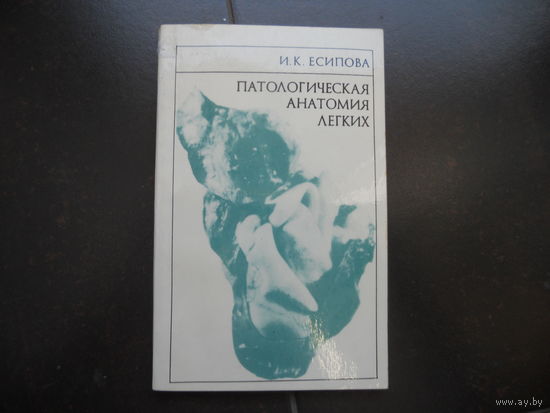 И. К. ЕСИПОВА
ПАТОЛОГИЧЕСКАЯ
АНАТОМИЯ
ЛЕГКИХ
© www.ay.by